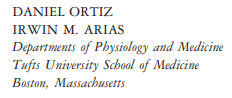 DANIEL ORTIZ
IRWIN M. ARIAS
Departments of Physiology and Medicine
Tufts University School of Medicine
Boston, Massachusetts